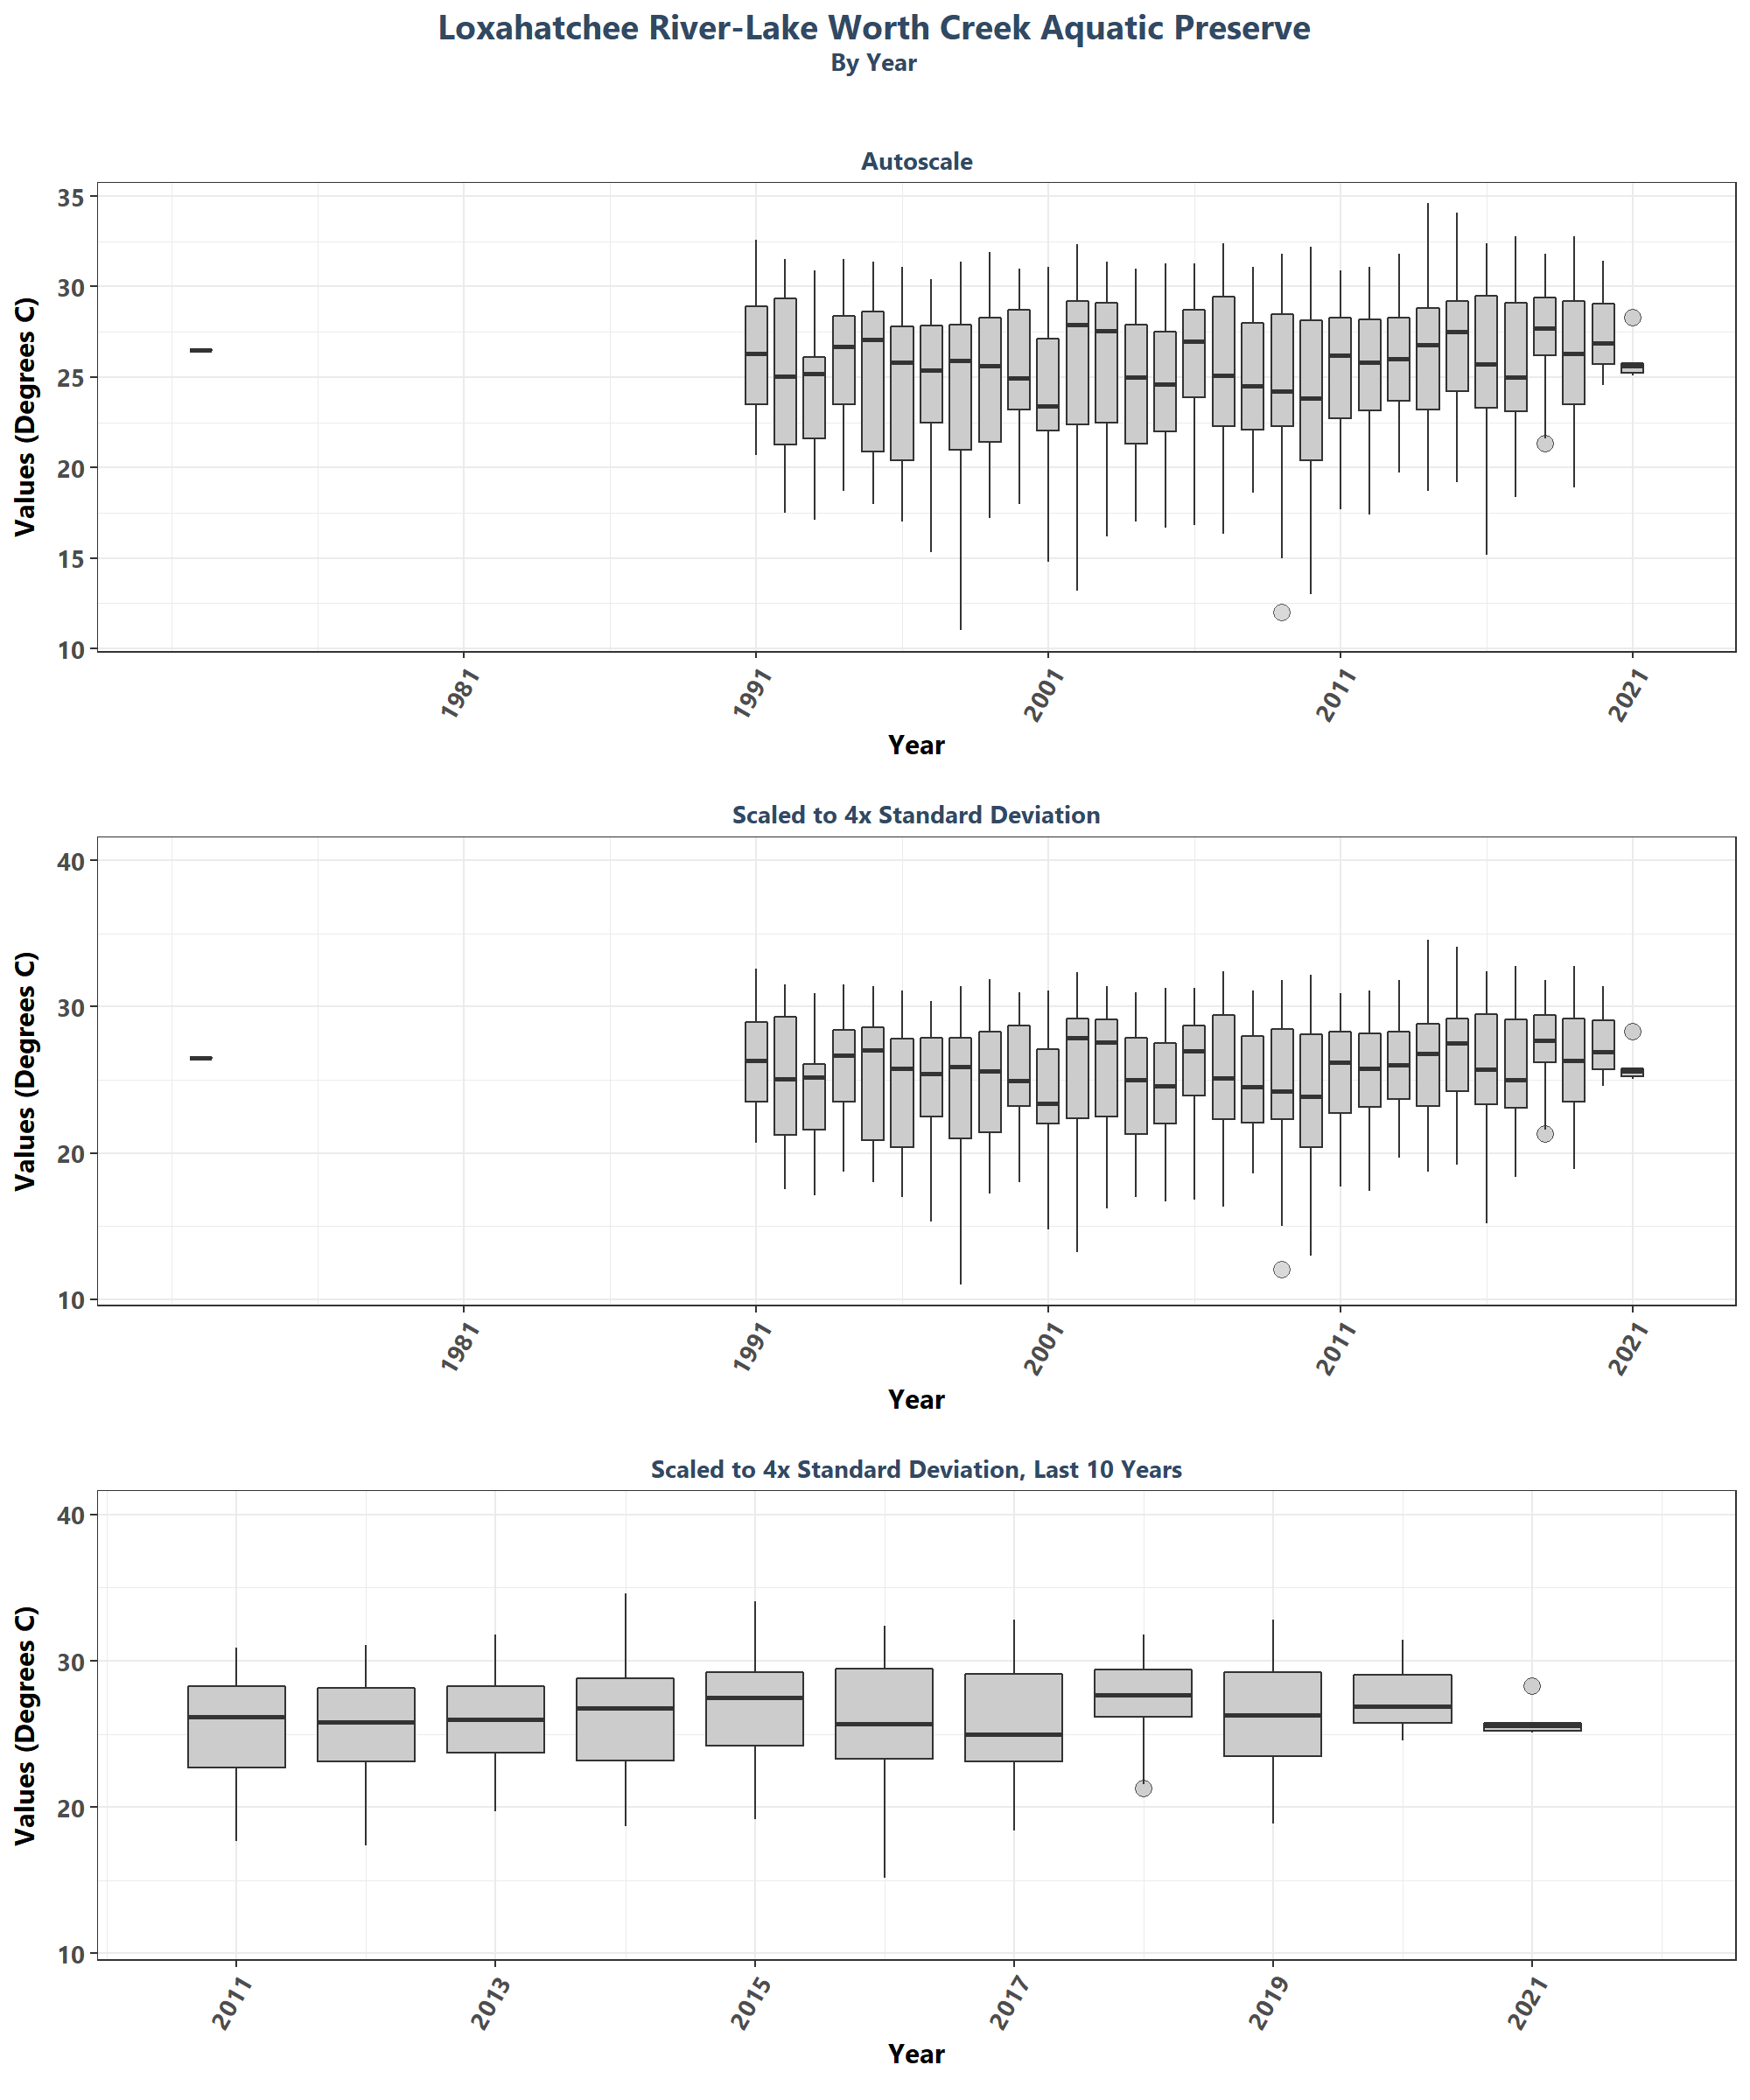 Loxahatchee River-Lake Worth Creek Aquatic Preserve
By Year
Autoscale
Values (Degrees C)
35
30
25
20
15
10
1981
1991
2001
2011
2021
Year
Scaled to 4x Standard Deviation
Values (Degrees C)
40
30
20
10
1981
1991
2001
2011
2021
Year
Scaled to 4x Standard Deviation, Last 10 Years
Values (Degrees C)
40
30
20
10
2011
2013
2015
2017
2019
2021
Year